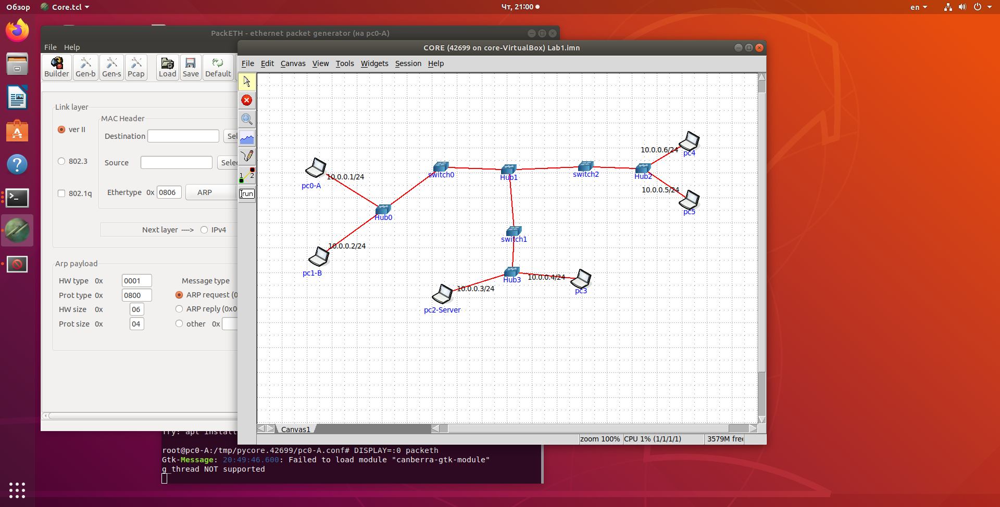 Обзор
Core.tcl
Чт, 21:00
en
PackETH - ethernet packet generator (на pc0-A)
File Help
Builder Gen-b Gen-s Pcap Load Save Default
Link layer
MAC Header
ver II
Destination
Sel
802.3
Source
Selec
802.1q
Ethertype 0x 0806 ARP
Next layer ----> IPv4
Arp payload
HW type 0x 0001
Message type
Prot type 0x 0800
ARP request (0
HW size 0x 06
ARP reply (0x0
Prot size 0x 04
other 0x
CORE (42699 on core-VirtualBox) Lab1.imn
File Edit Canvas View Tools Widgets Session Help
1 2
run
10.0.0.6/24
pc4
10.0.0.1/24
pc0-A
switch0
Hub1
switch2
Hub2
10.0.0.5/24
pc5
Hub0
switch1
10.0.0.2/24
pc1-B
Hub3
10.0.0.4/24
pc3
10.0.0.3/24
pc2-Server
Canvas1
zoom 100% CPU 1% (1/1/1/1) 3579M free
Try: apt install
root@pc0-A:/tmp/pycore.42699/pc0-A.conf# DISPLAY=:0 packeth
Gtk-Message: 20:49:46.600: Failed to load module "canberra-gtk-module"
g_thread NOT supported